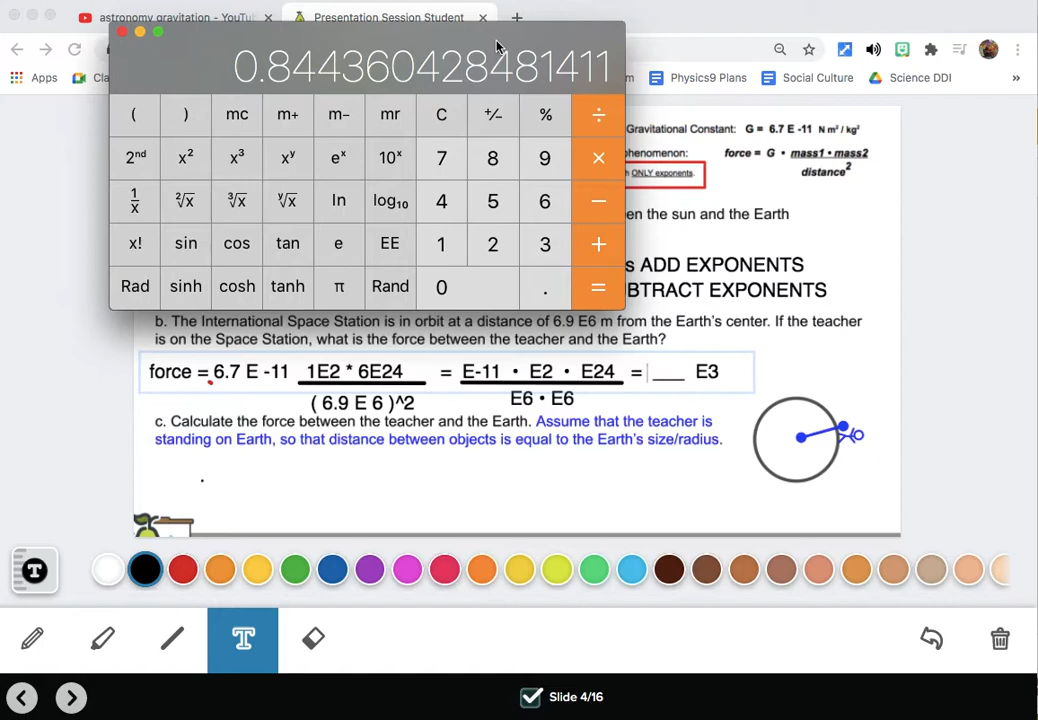 astronomy gravitation - YouTu
Presentation Session Student
0.8443604284814 11
Apps
Cla
m
Physics9 Plans
Social Culture
Science DDI
»
( ) mc m+ m− mr C +/− % ÷
2nd x² x³ xʸ eˣ 10ˣ 7 8 9 ×
1/x ²√x ³√x ʸ√x ln log₁₀ 4 5 6 −
x! sin cos tan e EE 1 2 3 +
Rad sinh cosh tanh π Rand 0 . =
Gravitational Constant: G = 6.7 E -11 N m² / kg²
phenomenon: force = G • mass1 • mass2
distance²
h ONLY exponents.
en the sun and the Earth
s ADD EXPONENTS
BTRACT EXPONENTS
b. The International Space Station is in orbit at a distance of 6.9 E6 m from the Earth's center. If the teacher
is on the Space Station, what is the force between the teacher and the Earth?
force = 6.7 E -11 1E2 * 6E24 = E-11 • E2 • E24 = ___ E3
( 6.9 E 6 )^2 E6 • E6
c. Calculate the force between the teacher and the Earth. Assume that the teacher is
standing on Earth, so that distance between objects is equal to the Earth's size/radius.
T
T
Slide 4/16